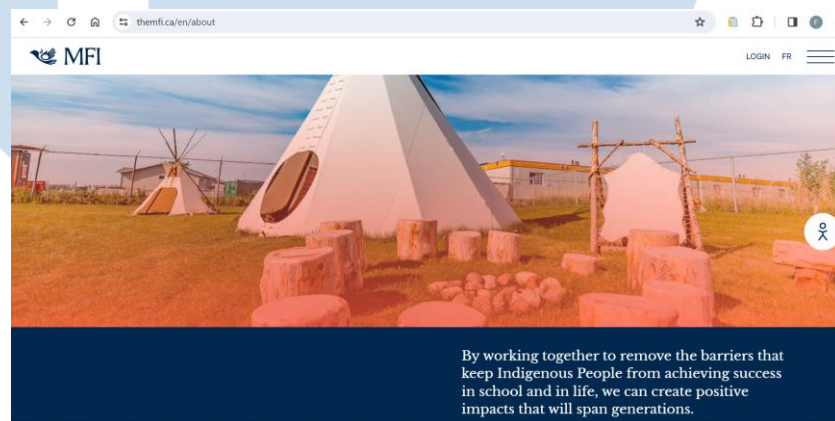 themfi.ca/en/about
MFI
LOGIN FR
By working together to remove the barriers that
keep Indigenous People from achieving success
in school and in life, we can create positive
impacts that will span generations.